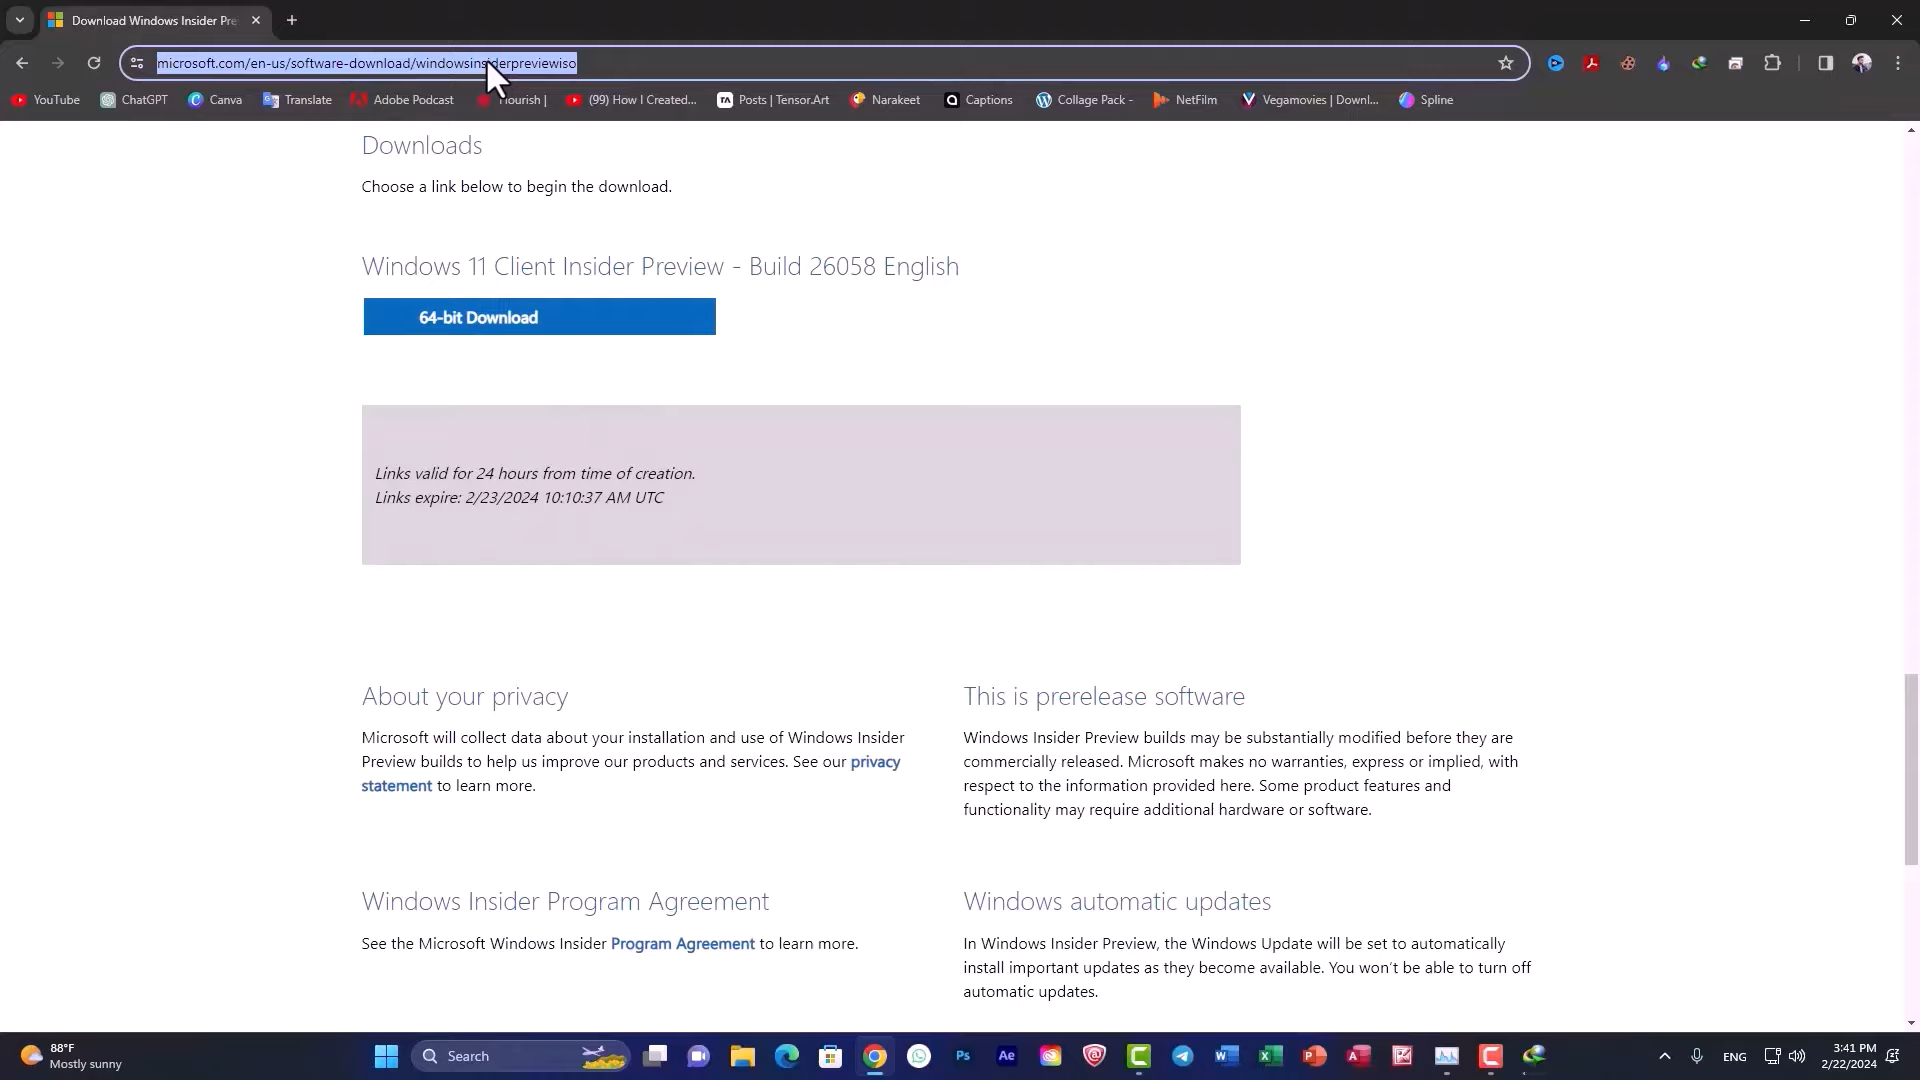 Download Windows Insider Pre
microsoft.com/en-us/software-download/windowsinsiderpreviewiso
YouTube
ChatGPT
Canva
Translate
Adobe Podcast
Flourish |
(99) How I Created...
Posts | Tensor.Art
Narakeet
Captions
Collage Pack -
NetFilm
Vegamovies | Downl...
Spline
Downloads
Choose a link below to begin the download.
Windows 11 Client Insider Preview - Build 26058 English
64-bit Download
Links valid for 24 hours from time of creation.
Links expire: 2/23/2024 10:10:37 AM UTC
About your privacy
Microsoft will collect data about your installation and use of Windows Insider
Preview builds to help us improve our products and services. See our privacy
statement to learn more.
This is prerelease software
Windows Insider Preview builds may be substantially modified before they are
commercially released. Microsoft makes no warranties, express or implied, with
respect to the information provided here. Some product features and
functionality may require additional hardware or software.
Windows Insider Program Agreement
See the Microsoft Windows Insider Program Agreement to learn more.
Windows automatic updates
In Windows Insider Preview, the Windows Update will be set to automatically
install important updates as they become available. You won't be able to turn off
automatic updates.
88°F
Mostly sunny
Search
Ps
Ae
ENG
3:41 PM
2/22/2024